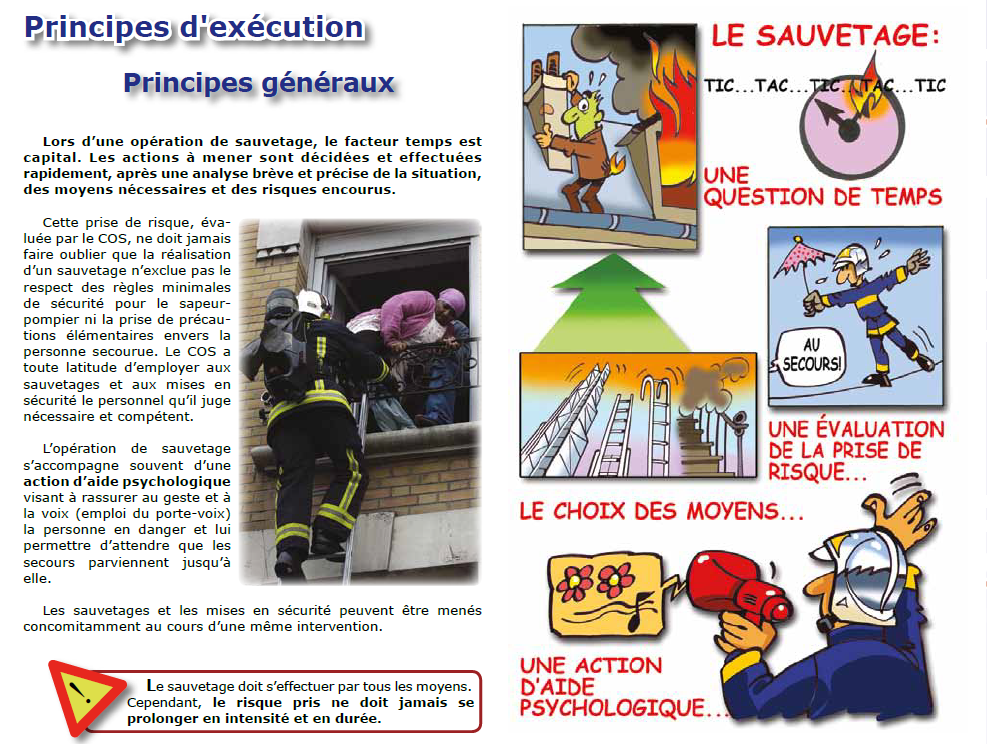 Principes d'exécution
Principes généraux
Lors d'une opération de sauvetage, le facteur temps est
capital. Les actions à mener sont décidées et effectuées
rapidement, après une analyse brève et précise de la situation,
des moyens nécessaires et des risques encourus.
Cette prise de risque, éva-
luée par le COS, ne doit jamais
faire oublier que la réalisation
d'un sauvetage n'exclue pas le
respect des règles minimales
de sécurité pour le sapeur-
pompier ni la prise de précau-
tions élémentaires envers la
personne secourue. Le COS a
toute latitude d'employer aux
sauvetages et aux mises en
sécurité le personnel qu'il juge
nécessaire et compétent.
L'opération de sauvetage
s'accompagne souvent d'une
action d'aide psychologique
visant à rassurer au geste et à
la voix (emploi du porte-voix)
la personne en danger et lui
permettre d'attendre que les
secours parviennent jusqu'à
elle.
Les sauvetages et les mises en sécurité peuvent être menés
concomitamment au cours d'une même intervention.
!
Le sauvetage doit s'effectuer par tous les moyens.
Cependant, le risque pris ne doit jamais se
prolonger en intensité et en durée.
LE SAUVETAGE:
TIC...TAC...TIC...TAC...TIC
UNE
QUESTION DE TEMPS
AU
SECOURS!
UNE ÉVALUATION
DE LA PRISE DE
RISQUE...
LE CHOIX DES MOYENS...
UNE ACTION
D'AIDE
PSYCHOLOGIQUE...